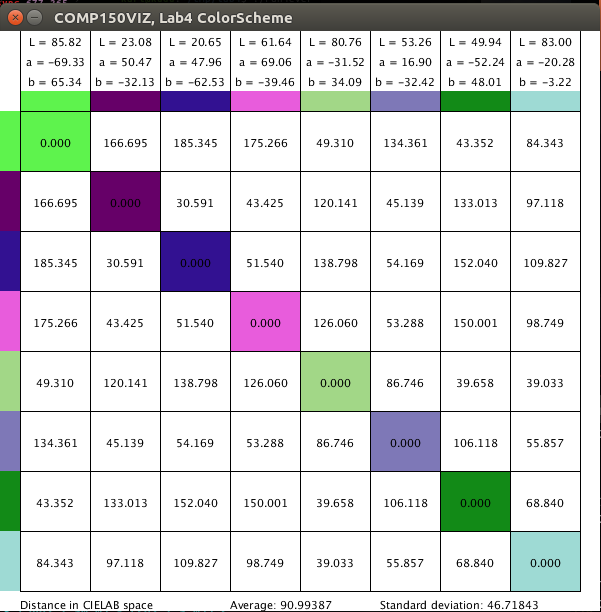 COMP150VIZ, Lab4 ColorScheme
L = 85.82 L = 23.08 L = 20.65 L = 61.64 L = 80.76 L = 53.26 L = 49.94 L = 83.00
a = −69.33 a = 50.47 a = 47.96 a = 69.06 a = −31.52 a = 16.90 a = −52.24 a = −20.28
b = 65.34 b = −32.13 b = −62.53 b = −39.46 b = 34.09 b = −32.42 b = 48.01 b = −3.22
0.000 166.695 185.345 175.266 49.310 134.361 43.352 84.343
166.695 0.000 30.591 43.425 120.141 45.139 133.013 97.118
185.345 30.591 0.000 51.540 138.798 54.169 152.040 109.827
175.266 43.425 51.540 0.000 126.060 53.288 150.001 98.749
49.310 120.141 138.798 126.060 0.000 86.746 39.658 39.033
134.361 45.139 54.169 53.288 86.746 0.000 106.118 55.857
43.352 133.013 152.040 150.001 39.658 106.118 0.000 68.840
84.343 97.118 109.827 98.749 39.033 55.857 68.840 0.000
Distance in CIELAB space Average: 90.99387 Standard deviation: 46.71843